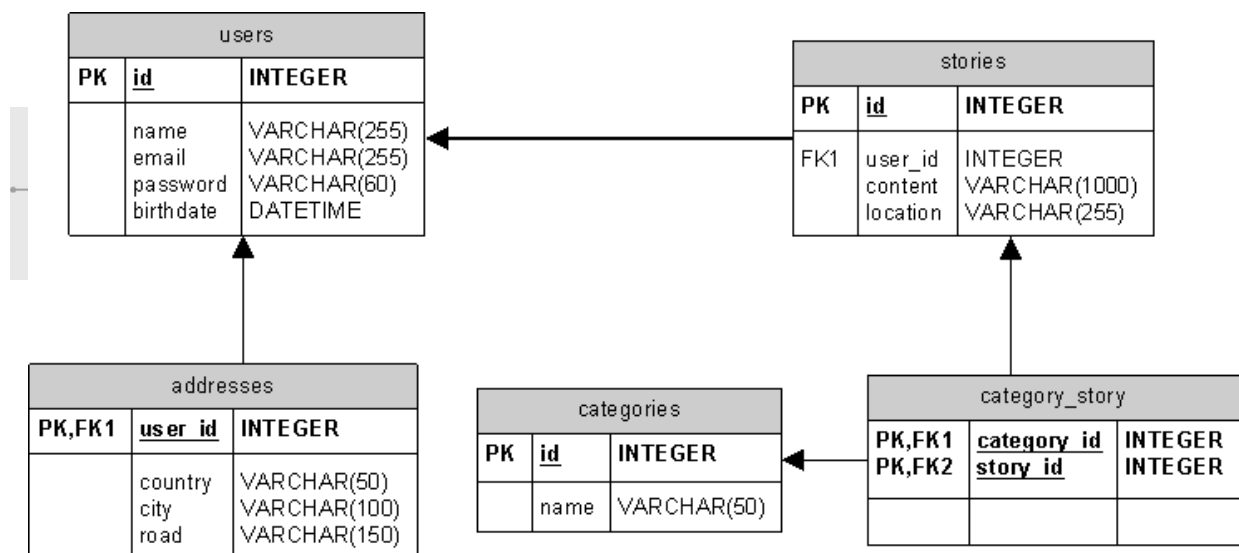 users
PK id INTEGER
name VARCHAR(255)
email VARCHAR(255)
password VARCHAR(60)
birthdate DATETIME
stories
PK id INTEGER
FK1 user_id INTEGER
content VARCHAR(1000)
location VARCHAR(255)
addresses
PK,FK1 user_id INTEGER
country VARCHAR(50)
city VARCHAR(100)
road VARCHAR(150)
categories
PK id INTEGER
name VARCHAR(50)
category_story
PK,FK1 category_id INTEGER
PK,FK2 story_id INTEGER